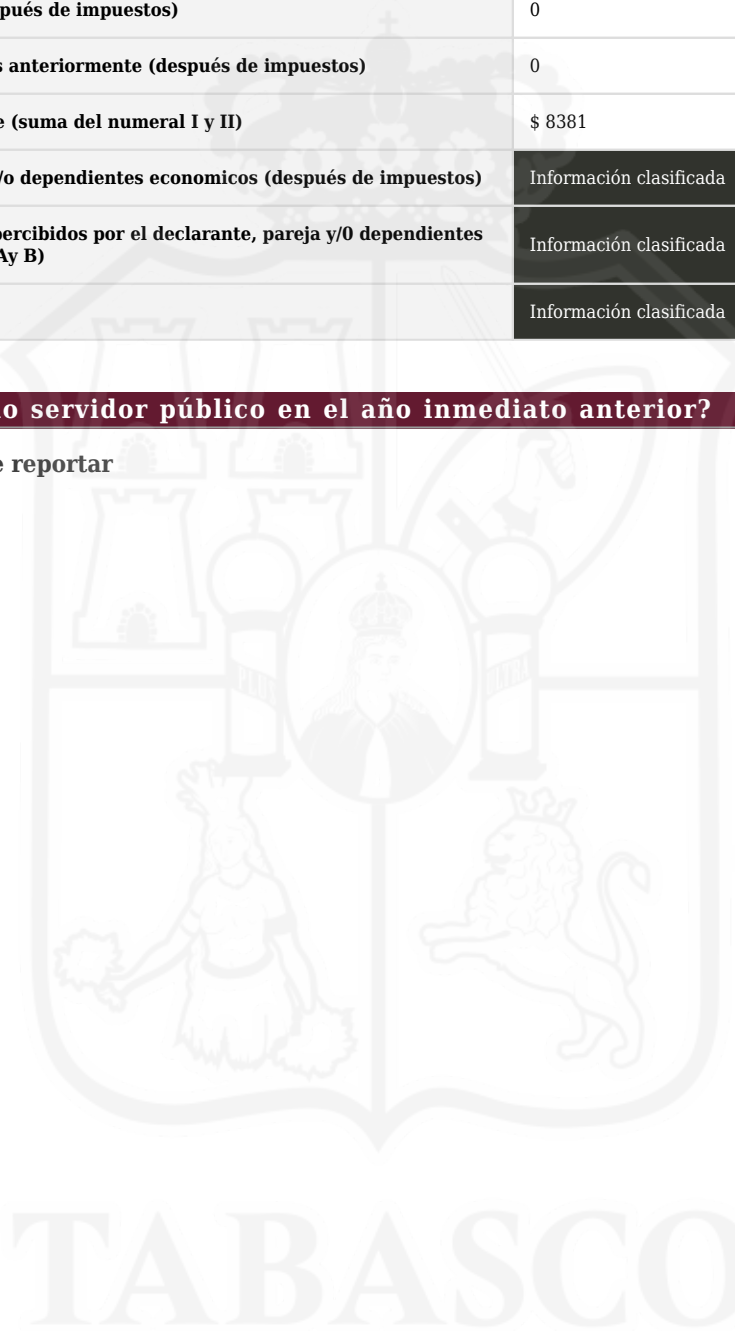 pués de impuestos)
0
s anteriormente (después de impuestos)
0
e (suma del numeral I y II)
$ 8381
/o dependientes economicos (después de impuestos)
Información clasificada
percibidos por el declarante, pareja y/0 dependientes
Ay B)
Información clasificada
Información clasificada
o servidor público en el año inmediato anterior?
e reportar
PLUS
ULTRA
TABASCO